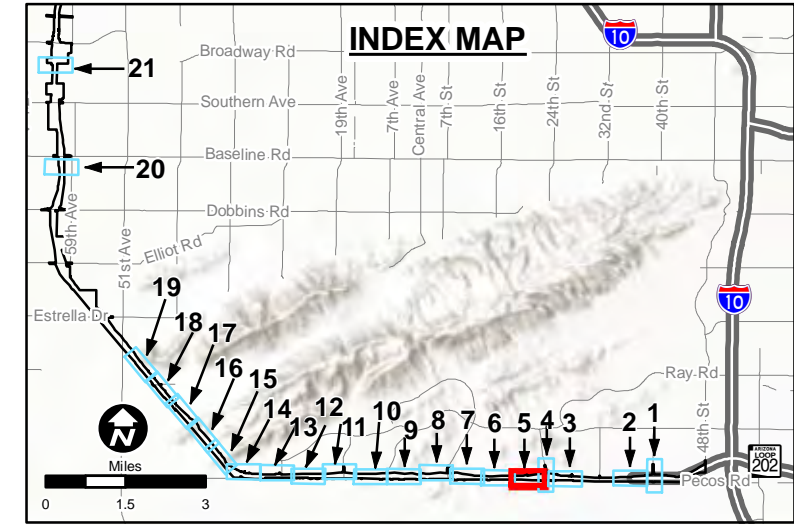 INDEX MAP
10
Broadway Rd
21
Southern Ave
19th Ave
7th Ave
Central Ave
7th St
16th St
24th St
32nd St
40th St
Baseline Rd
20
Dobbins Rd
59th Ave
51st Ave
Elliot Rd
10
Estrella Dr
19
18
17
16
15
14
13
12
11
10
9
8
7
6
5
4
3
2
1
Ray Rd
48th St
ARIZONA
LOOP
202
Pecos Rd
N
Miles
0 1.5 3